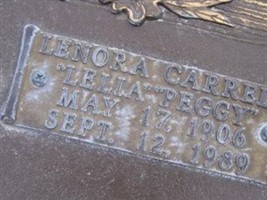 LENORA CARREL
"LELIA" "PEGGY"
MAY 17, 1906
SEPT. 12, 1989